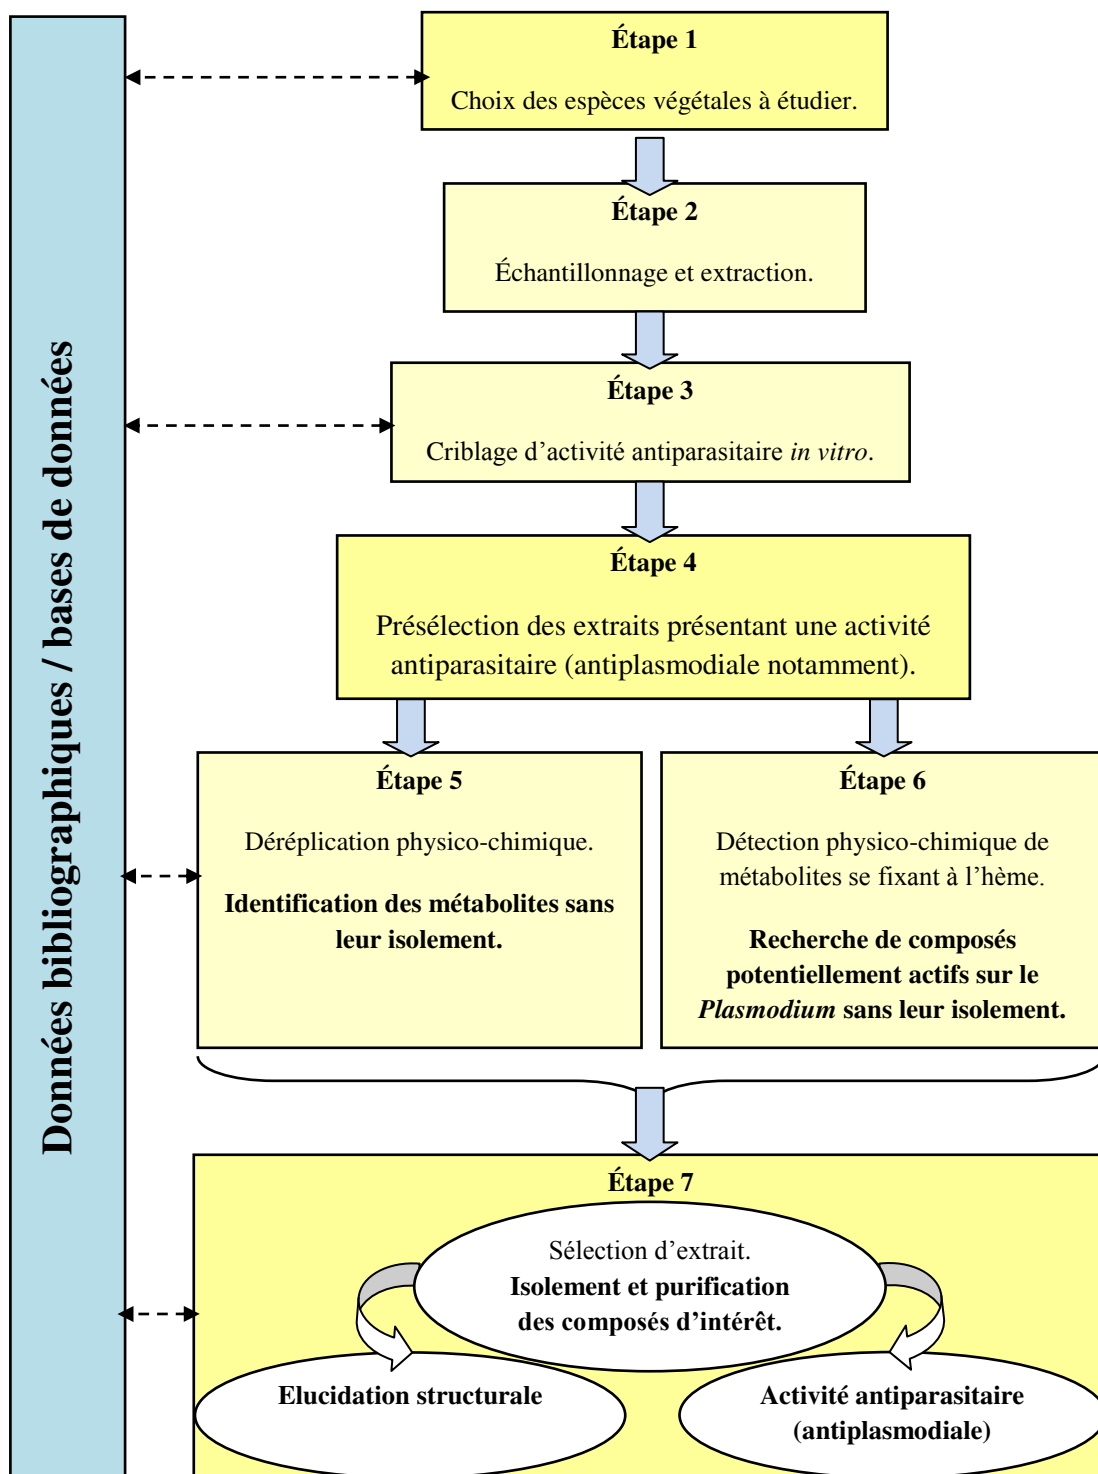 Données bibliographiques / bases de données
Étape 1
Choix des espèces végétales à étudier.
Étape 2
Échantillonnage et extraction.
Étape 3
Criblage d’activité antiparasitaire in vitro.
Étape 4
Présélection des extraits présentant une activité
antiparasitaire (antiplasmodiale notamment).
Étape 5
Déréplication physico-chimique.
Identification des métabolites sans
leur isolement.
Étape 6
Détection physico-chimique de
métabolites se fixant à l’hème.
Recherche de composés
potentiellement actifs sur le
Plasmodium sans leur isolement.
Étape 7
Sélection d’extrait.
Isolement et purification
des composés d’intérêt.
Elucidation structurale
Activité antiparasitaire
(antiplasmodiale)